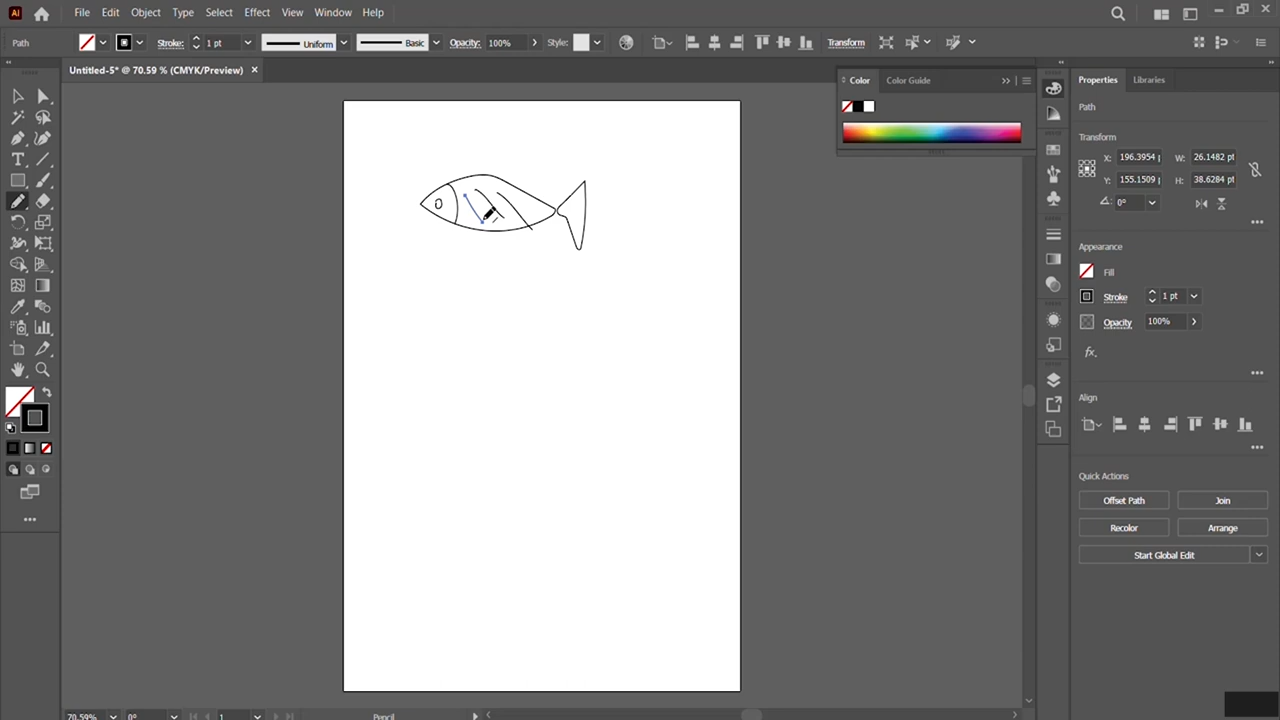 Ai File Edit Object Type Select Effect View Window Help
Path Stroke: 1 pt Uniform Basic Opacity: 100% Style: Transform
Untitled-5* @ 70.59 % (CMYK/Preview)
Color Color Guide
Properties Libraries
Path
Transform
X: 196.3954 p W: 26.1482 pt
Y: 155.1509 p H: 38.6284 pt
0°
Appearance
Fill
Stroke 1 pt
Opacity 100%
fx.
Align
Quick Actions
Offset Path Join
Recolor Arrange
Start Global Edit
70.59% 0° 1 Pencil